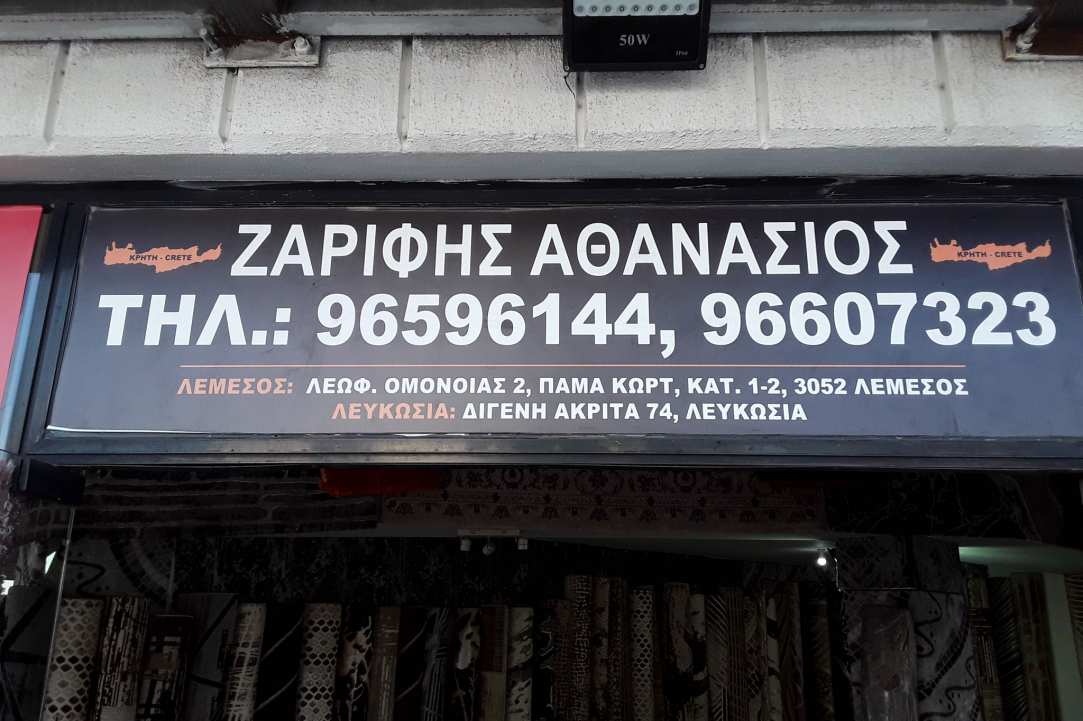 50W
IP66
ΖΑΡΙΦΗΣ ΑΘΑΝΑΣΙΟΣ
ΚΡΗΤΗ - CRETE
ΚΡΗΤΗ - CRETE
ΤΗΛ.: 96596144, 96607323
ΛΕΜΕΣΟΣ: ΛΕΩΦ. ΟΜΟΝΟΙΑΣ 2, ΠΑΜΑ ΚΩΡΤ, ΚΑΤ. 1-2, 3052 ΛΕΜΕΣΟΣ
ΛΕΥΚΩΣΙΑ: ΔΙΓΕΝΗ ΑΚΡΙΤΑ 74, ΛΕΥΚΩΣΙΑ